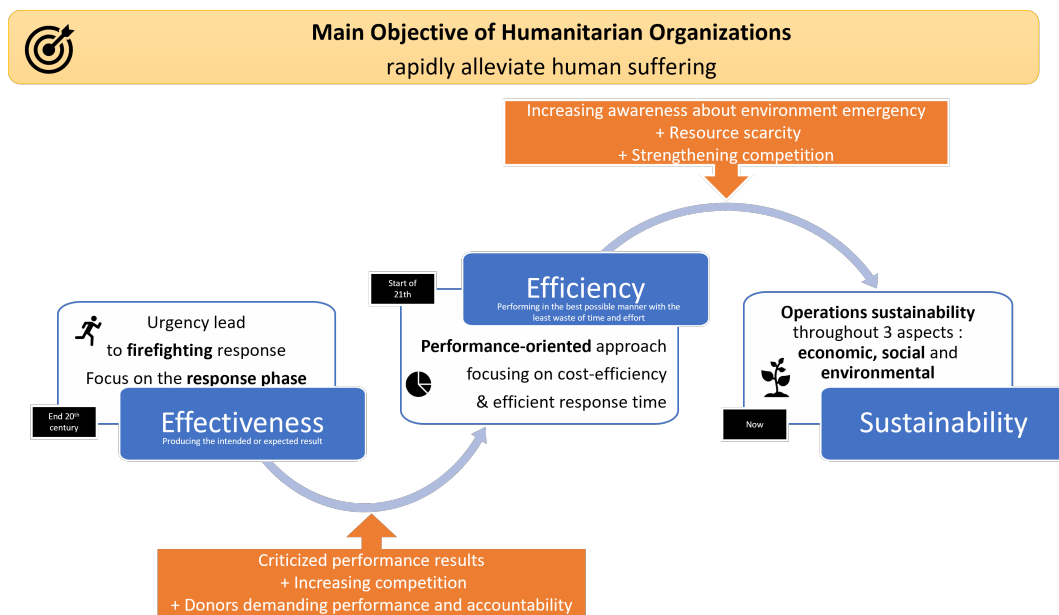 Main Objective of Humanitarian Organizations
rapidly alleviate human suffering
Increasing awareness about environment emergency
+ Resource scarcity
+ Strengthening competition
Start of
21th
Efficiency
Performing in the best possible manner with the
least waste of time and effort
Performance-oriented approach
focusing on cost-efficiency
& efficient response time
Urgency lead
to firefighting response
Focus on the response phase
End 20th
century
Effectiveness
Producing the intended or expected result
Operations sustainability
throughout 3 aspects :
economic, social and
environmental
Now
Sustainability
Criticized performance results
+ Increasing competition
+ Donors demanding performance and accountability